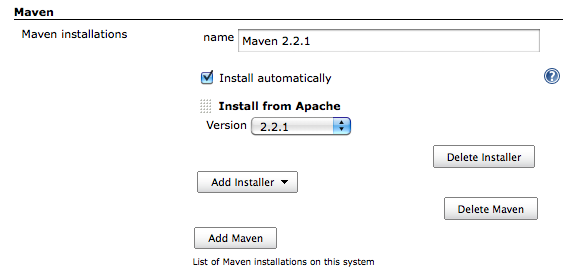 Maven
Maven installations
name Maven 2.2.1
Install automatically
?
Install from Apache
Version 2.2.1
Delete Installer
Add Installer
Delete Maven
Add Maven
List of Maven installations on this system